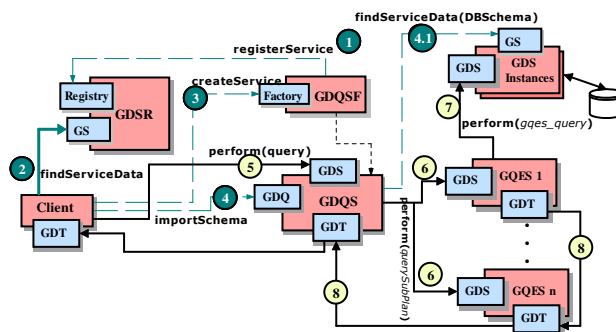 findServiceData(DBSchema)
1
4.1
GS
registerService
GDS
GDS
Instances
createService
Registry
3
Factory
GDQSF
GDSR
GS
7
perform(gqes_query)
2
findServiceData
perform(query)
5
GDS
6
GDS
GQES 1
GDQ
GDQS
Client
4
importSchema
GDT
GDT
GDT
perform(querySubPlan)
8
6
GDS
GQES n
8
GDT